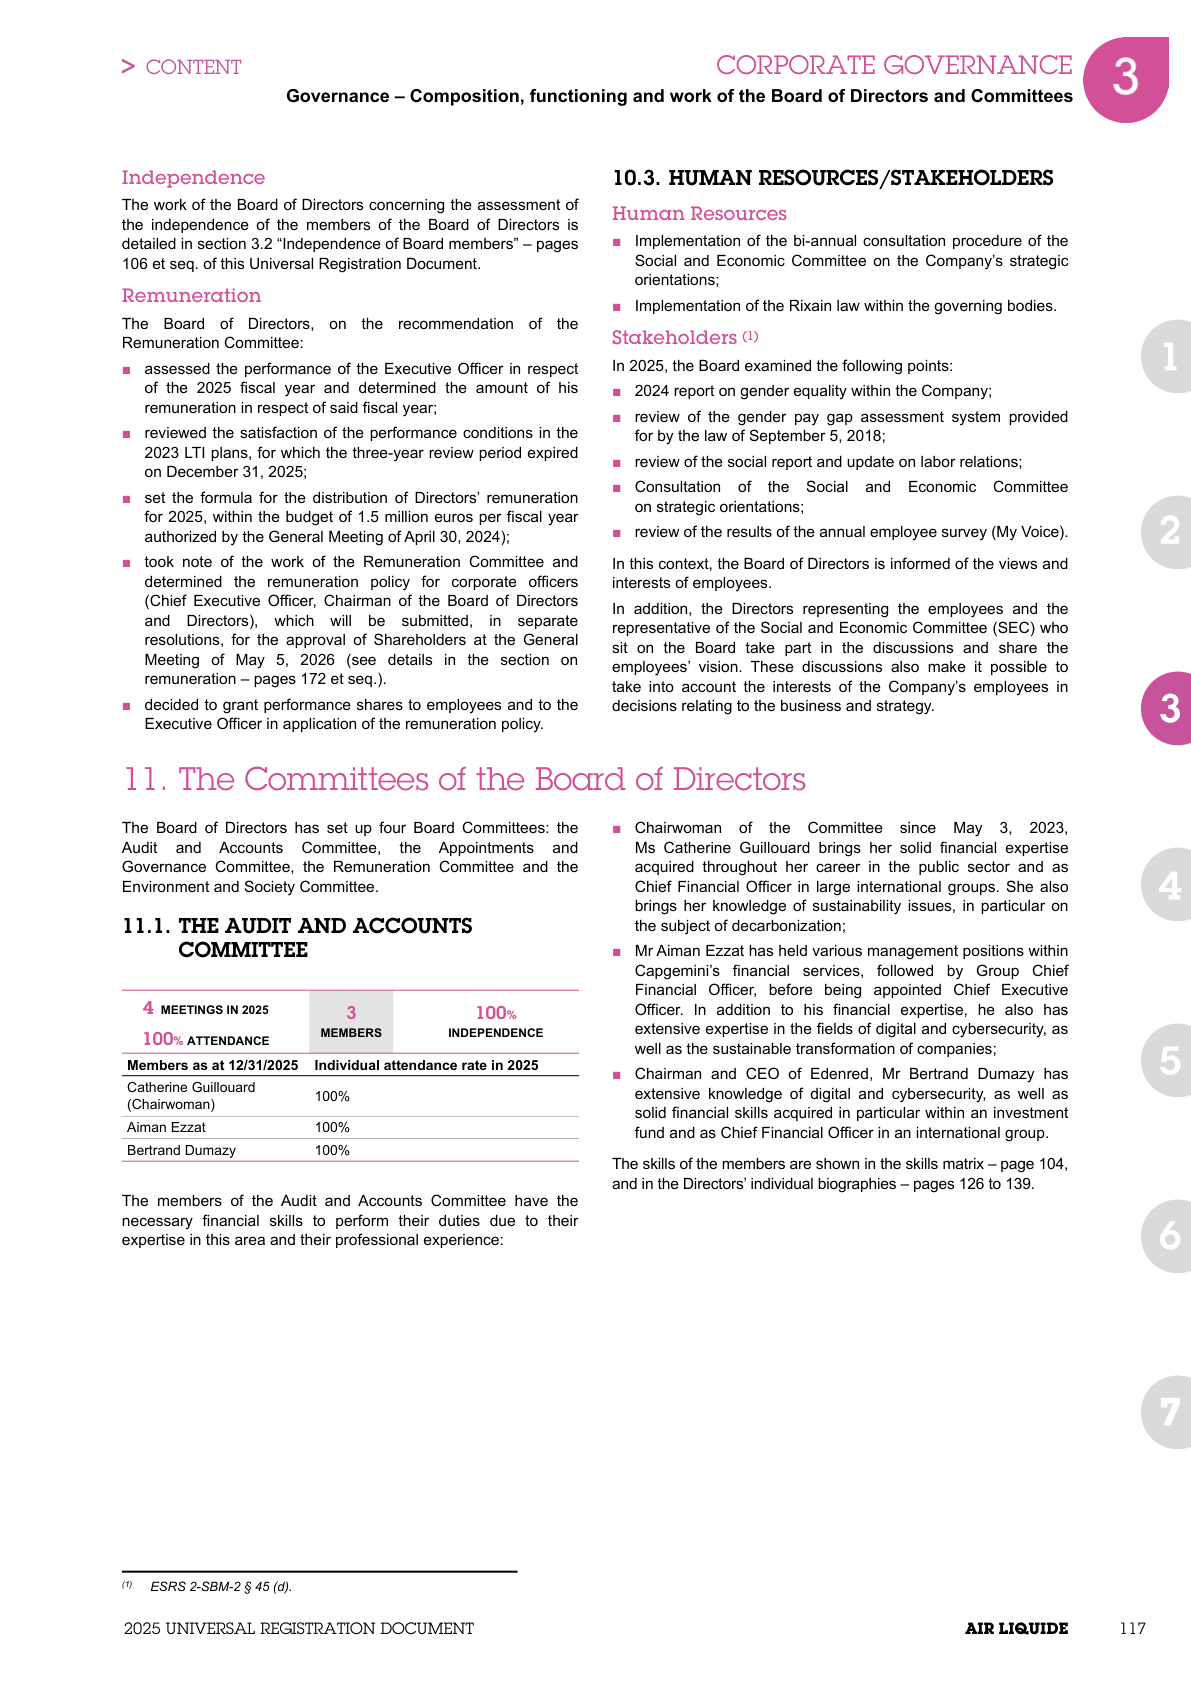 > CONTENT
CORPORATE GOVERNANCE
3
Governance – Composition, functioning and work of the Board of Directors and Committees
Independence
The work of the Board of Directors concerning the assessment of
the independence of the members of the Board of Directors is
detailed in section 3.2 “Independence of Board members” – pages
106 et seq. of this Universal Registration Document.
Remuneration
The Board of Directors, on the recommendation of the
Remuneration Committee:
■ assessed the performance of the Executive Officer in respect
of the 2025 fiscal year and determined the amount of his
remuneration in respect of said fiscal year;
■ reviewed the satisfaction of the performance conditions in the
2023 LTI plans, for which the three-year review period expired
on December 31, 2025;
■ set the formula for the distribution of Directors’ remuneration
for 2025, within the budget of 1.5 million euros per fiscal year
authorized by the General Meeting of April 30, 2024);
■ took note of the work of the Remuneration Committee and
determined the remuneration policy for corporate officers
(Chief Executive Officer, Chairman of the Board of Directors
and Directors), which will be submitted, in separate
resolutions, for the approval of Shareholders at the General
Meeting of May 5, 2026 (see details in the section on
remuneration – pages 172 et seq.).
■ decided to grant performance shares to employees and to the
Executive Officer in application of the remuneration policy.
10.3. HUMAN RESOURCES/STAKEHOLDERS
Human Resources
■ Implementation of the bi-annual consultation procedure of the
Social and Economic Committee on the Company’s strategic
orientations;
■ Implementation of the Rixain law within the governing bodies.
Stakeholders (1)
In 2025, the Board examined the following points:
■ 2024 report on gender equality within the Company;
■ review of the gender pay gap assessment system provided
for by the law of September 5, 2018;
■ review of the social report and update on labor relations;
■ Consultation of the Social and Economic Committee
on strategic orientations;
■ review of the results of the annual employee survey (My Voice).
In this context, the Board of Directors is informed of the views and
interests of employees.
In addition, the Directors representing the employees and the
representative of the Social and Economic Committee (SEC) who
sit on the Board take part in the discussions and share the
employees’ vision. These discussions also make it possible to
take into account the interests of the Company’s employees in
decisions relating to the business and strategy.
11. The Committees of the Board of Directors
The Board of Directors has set up four Board Committees: the
Audit and Accounts Committee, the Appointments and
Governance Committee, the Remuneration Committee and the
Environment and Society Committee.
11.1. THE AUDIT AND ACCOUNTS
COMMITTEE
4 MEETINGS IN 2025
100% ATTENDANCE
3
MEMBERS
100%
INDEPENDENCE
Members as at 12/31/2025 Individual attendance rate in 2025
Catherine Guillouard
(Chairwoman) 100%
Aiman Ezzat 100%
Bertrand Dumazy 100%
The members of the Audit and Accounts Committee have the
necessary financial skills to perform their duties due to their
expertise in this area and their professional experience:
■ Chairwoman of the Committee since May 3, 2023,
Ms Catherine Guillouard brings her solid financial expertise
acquired throughout her career in the public sector and as
Chief Financial Officer in large international groups. She also
brings her knowledge of sustainability issues, in particular on
the subject of decarbonization;
■ Mr Aiman Ezzat has held various management positions within
Capgemini’s financial services, followed by Group Chief
Financial Officer, before being appointed Chief Executive
Officer. In addition to his financial expertise, he also has
extensive expertise in the fields of digital and cybersecurity, as
well as the sustainable transformation of companies;
■ Chairman and CEO of Edenred, Mr Bertrand Dumazy has
extensive knowledge of digital and cybersecurity, as well as
solid financial skills acquired in particular within an investment
fund and as Chief Financial Officer in an international group.
The skills of the members are shown in the skills matrix – page 104,
and in the Directors’ individual biographies – pages 126 to 139.
1
2
3
4
5
6
7
(1) ESRS 2-SBM-2 § 45 (d).
2025 UNIVERSAL REGISTRATION DOCUMENT
AIR LIQUIDE 117